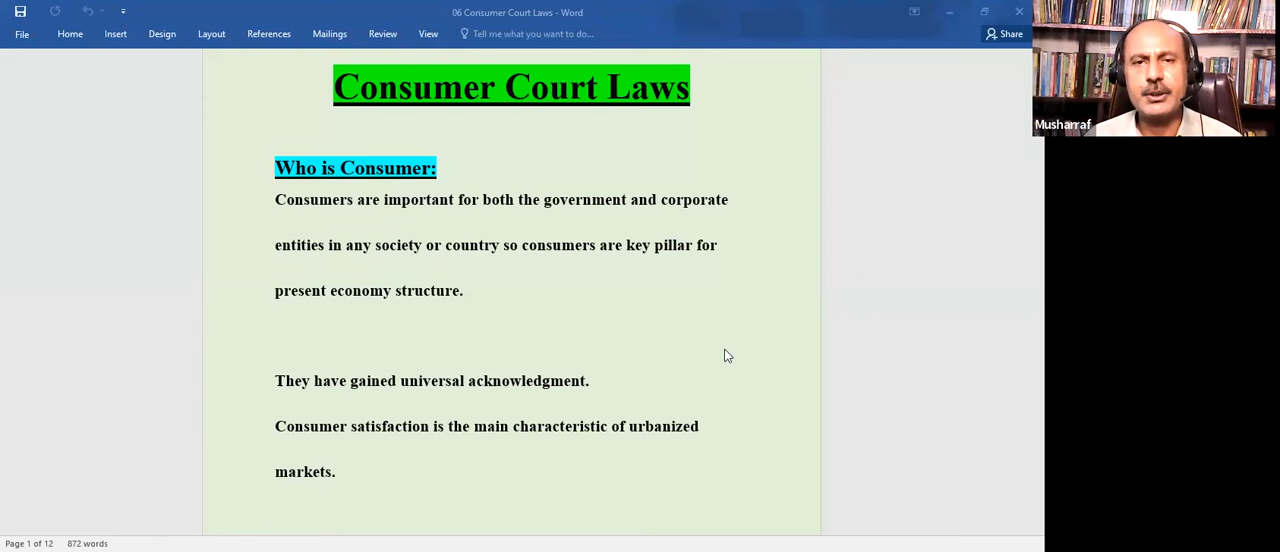 06 Consumer Court Laws - Word
File Home Insert Design Layout References Mailings Review View Tell me what you want to do... Share
Musharraf
Consumer Court Laws
Who is Consumer:
Consumers are important for both the government and corporate
entities in any society or country so consumers are key pillar for
present economy structure.
They have gained universal acknowledgment.
Consumer satisfaction is the main characteristic of urbanized
markets.
Page 1 of 12 872 words